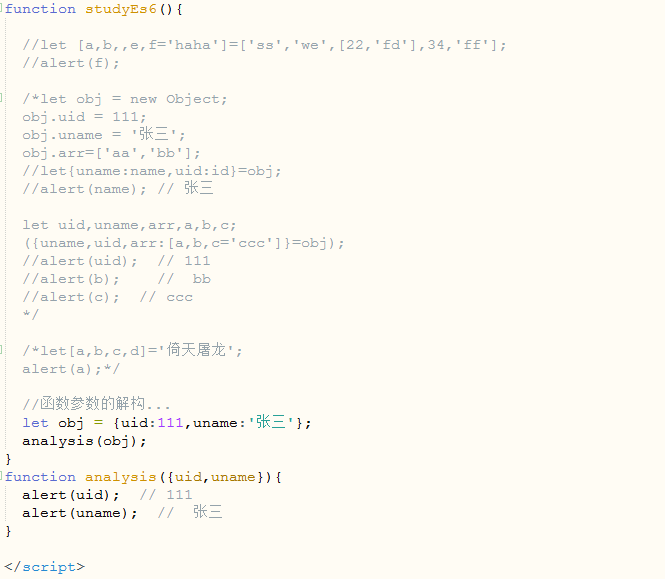 function studyEs6(){
//let [a,b,,e,f='haha']=['ss','we',[22,'fd'],34,'ff'];
//alert(f);
/*let obj = new Object;
obj.uid = 111;
obj.uname = '张三';
obj.arr=['aa','bb'];
//let{uname:name,uid:id}=obj;
//alert(name); // 张三
let uid,uname,arr,a,b,c;
({uname,uid,arr:[a,b,c='ccc']}=obj);
//alert(uid);  // 111
//alert(b);    //  bb
//alert(c);  // ccc
*/
/*let[a,b,c,d]='倚天屠龙';
alert(a);*/
//函数参数的解构...
let obj = {uid:111,uname:'张三'};
analysis(obj);
}
function analysis({uid,uname}){
alert(uid);  // 111
alert(uname);  //  张三
}
</script>